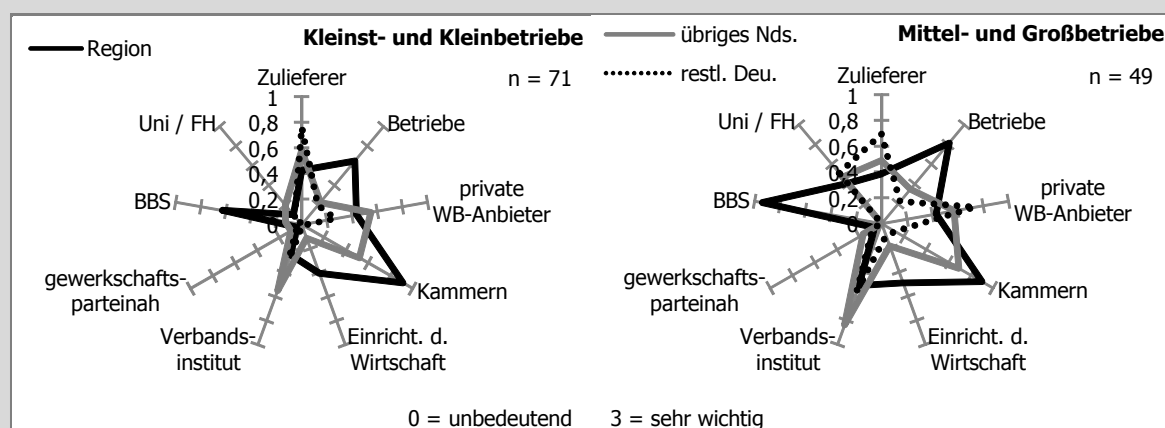 Region
Kleinst- und Kleinbetriebe
n = 71
Zulieferer
1
0,8
0,6
0,4
0,2
0
Betriebe
private
WB-Anbieter
Kammern
Einricht. d.
Wirtschaft
Verbands-
institut
gewerkschafts-
parteinah
BBS
Uni / FH
übriges Nds.
restl. Deu.
Mittel- und Großbetriebe
n = 49
Zulieferer
1
0,8
0,6
0,4
0,2
0
Betriebe
private
WB-Anbieter
Kammern
Einricht. d.
Wirtschaft
Verbands-
institut
gewerkschafts-
parteinah
BBS
Uni / FH
0 = unbedeutend 3 = sehr wichtig